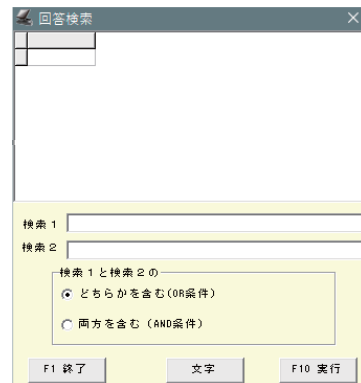 回答検索
検索１
検索２
検索１と検索２の
どちらかを含む(OR条件)
両方を含む（AND条件）
F1 終了
文字
F10 実行